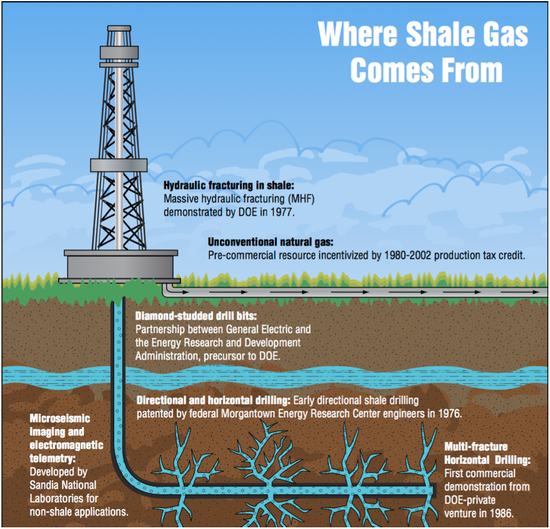 Where Shale Gas
Comes From
Hydraulic fracturing in shale:
Massive hydraulic fracturing (MHF)
demonstrated by DOE in 1977.
Unconventional natural gas:
Pre-commercial resource incentivized by 1980-2002 production tax credit.
Diamond-studded drill bits:
Partnership between General Electric and
the Energy Research and Development
Administration, precursor to DOE.
Directional and horizontal drilling: Early directional shale drilling
patented by federal Morgantown Energy Research Center engineers in 1976.
Microseismic
imaging and
electromagnetic
telemetry:
Developed by
Sandia National
Laboratories for
non-shale applications.
Multi-fracture
Horizontal Drilling:
First commercial
demonstration from
DOE-private
venture in 1986.